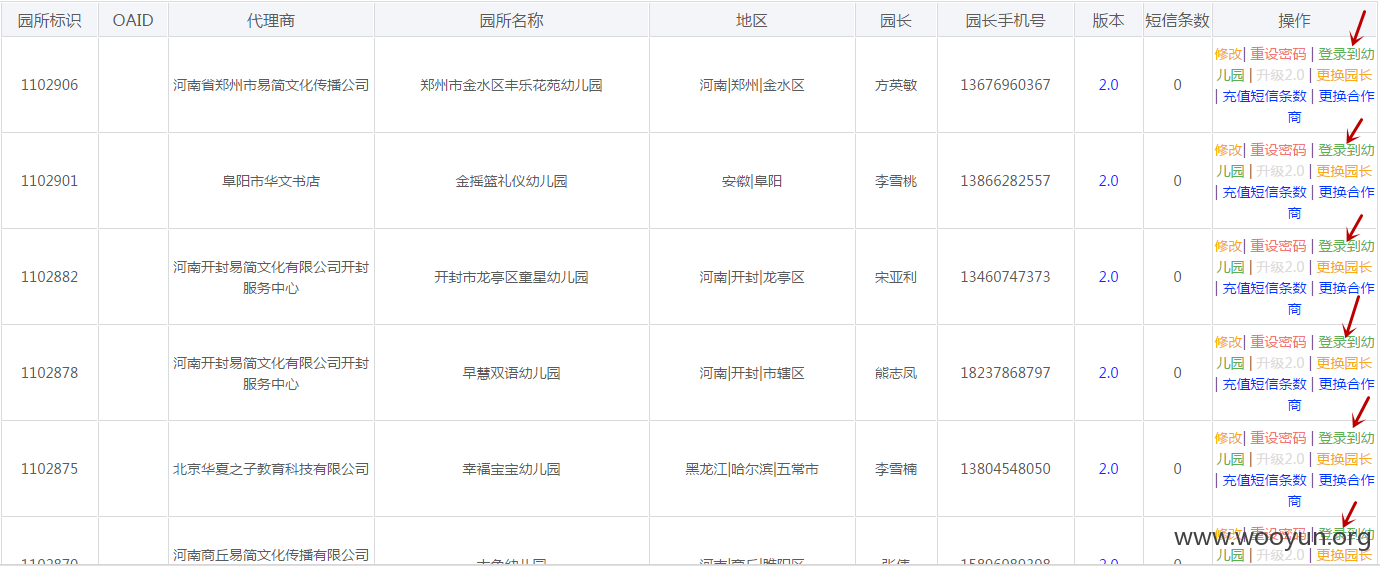 园所标识 OAID 代理商 园所名称 地区 园长 园长手机号 版本 短信条数 操作
1102906 河南省郑州市易简文化传播公司 郑州市金水区丰乐花苑幼儿园 河南|郑州|金水区 方英敏 13676960367 2.0 0 修改| 重设密码 | 登录到幼
儿园 | 升级2.0 | 更换园长
| 充值短信条数 | 更换合作
商
1102901 阜阳市华文书店 金摇篮礼仪幼儿园 安徽|阜阳 李雪桃 13866282557 2.0 0 修改| 重设密码 | 登录到幼
儿园 | 升级2.0 | 更换园长
| 充值短信条数 | 更换合作
商
1102882 河南开封易简文化有限公司开封
服务中心 开封市龙亭区童星幼儿园 河南|开封|龙亭区 宋亚利 13460747373 2.0 0 修改| 重设密码 | 登录到幼
儿园 | 升级2.0 | 更换园长
| 充值短信条数 | 更换合作
商
1102878 河南开封易简文化有限公司开封
服务中心 早慧双语幼儿园 河南|开封|市辖区 熊志凤 18237868797 2.0 0 修改| 重设密码 | 登录到幼
儿园 | 升级2.0 | 更换园长
| 充值短信条数 | 更换合作
商
1102875 北京华夏之子教育科技有限公司 幸福宝宝幼儿园 黑龙江|哈尔滨|五常市 李雪楠 13804548050 2.0 0 修改| 重设密码 | 登录到幼
儿园 | 升级2.0 | 更换园长
| 充值短信条数 | 更换合作
商
河南商丘易简文化传播有限公司 修改| 重设密码 | 登录到幼
儿园 | 升级2.0 | 更换园长
www.wooyun.org